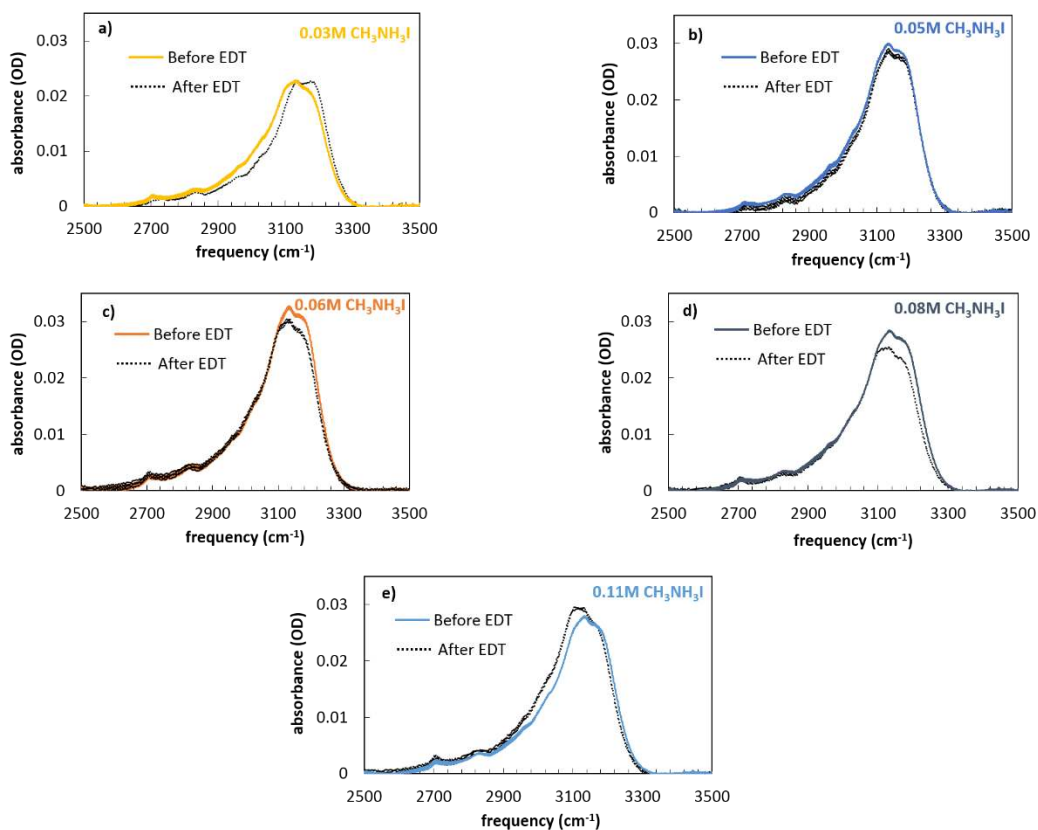 a)
0.03M CH₃NH₃I
Before EDT
After EDT
absorbance (OD)
0.03
0.02
0.01
0
2500 2700 2900 3100 3300 3500
frequency (cm⁻¹)
b)
0.05M CH₃NH₃I
Before EDT
After EDT
absorbance (OD)
0.03
0.02
0.01
0
2500 2700 2900 3100 3300 3500
frequency (cm⁻¹)
c)
0.06M CH₃NH₃I
Before EDT
After EDT
absorbance (OD)
0.03
0.02
0.01
0
2500 2700 2900 3100 3300 3500
frequency (cm⁻¹)
d)
0.08M CH₃NH₃I
Before EDT
After EDT
absorbance (OD)
0.03
0.02
0.01
0
2500 2700 2900 3100 3300 3500
frequency (cm⁻¹)
e)
0.11M CH₃NH₃I
Before EDT
After EDT
absorbance (OD)
0.03
0.02
0.01
0
2500 2700 2900 3100 3300 3500
frequency (cm⁻¹)